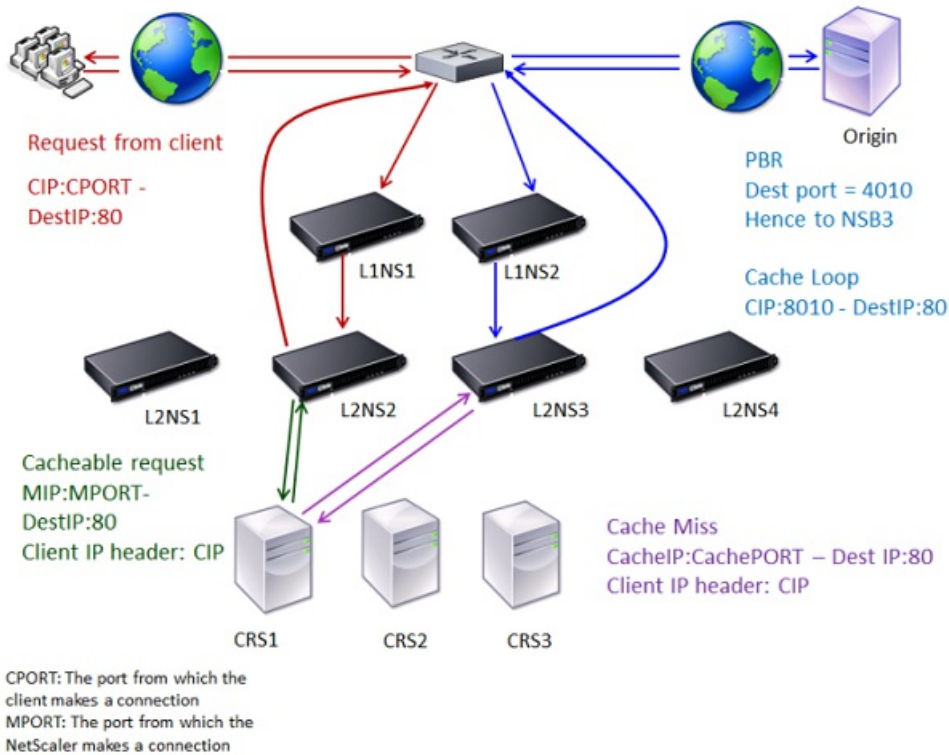 Origin
Request from client
CIP:CPORT -
DestIP:80
PBR
Dest port = 4010
Hence to NSB3
Cache Loop
CIP:8010 - DestIP:80
L1NS1
L1NS2
L2NS1
L2NS2
L2NS3
L2NS4
Cacheable request
MIP:MPORT-
DestIP:80
Client IP header: CIP
Cache Miss
CacheIP:CachePORT – Dest IP:80
Client IP header: CIP
CRS1
CRS2
CRS3
CPORT: The port from which the
client makes a connection
MPORT: The port from which the
NetScaler makes a connection